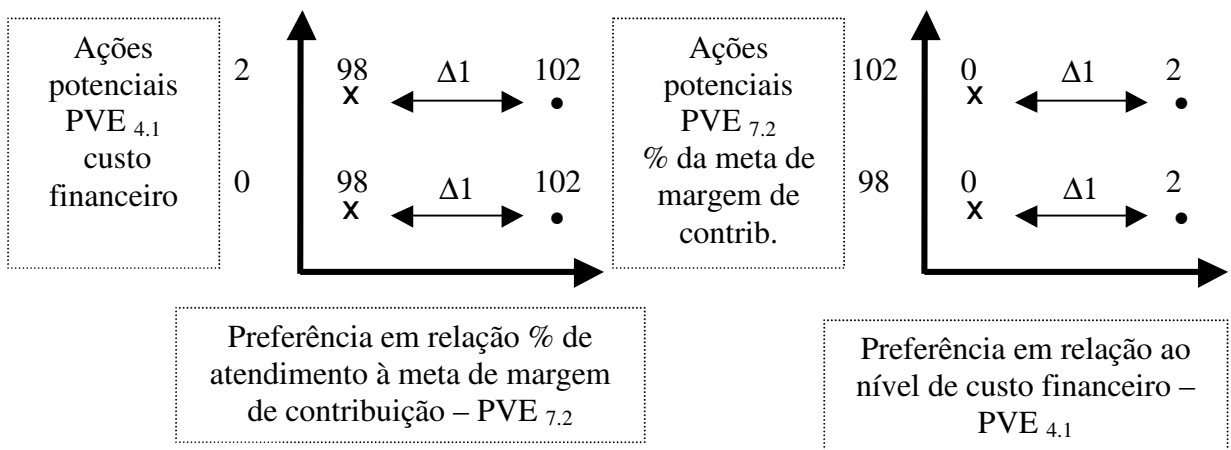 Ações
potenciais
PVE 4.1
custo
financeiro
2
98
Δ1
102
x
•
0
98
Δ1
102
x
•
Preferência em relação % de
atendimento à meta de margem
de contribuição – PVE 7.2
Ações
potenciais
PVE 7.2
% da meta de
margem de
contrib.
102
0
Δ1
2
x
•
98
0
Δ1
2
x
•
Preferência em relação ao
nível de custo financeiro –
PVE 4.1